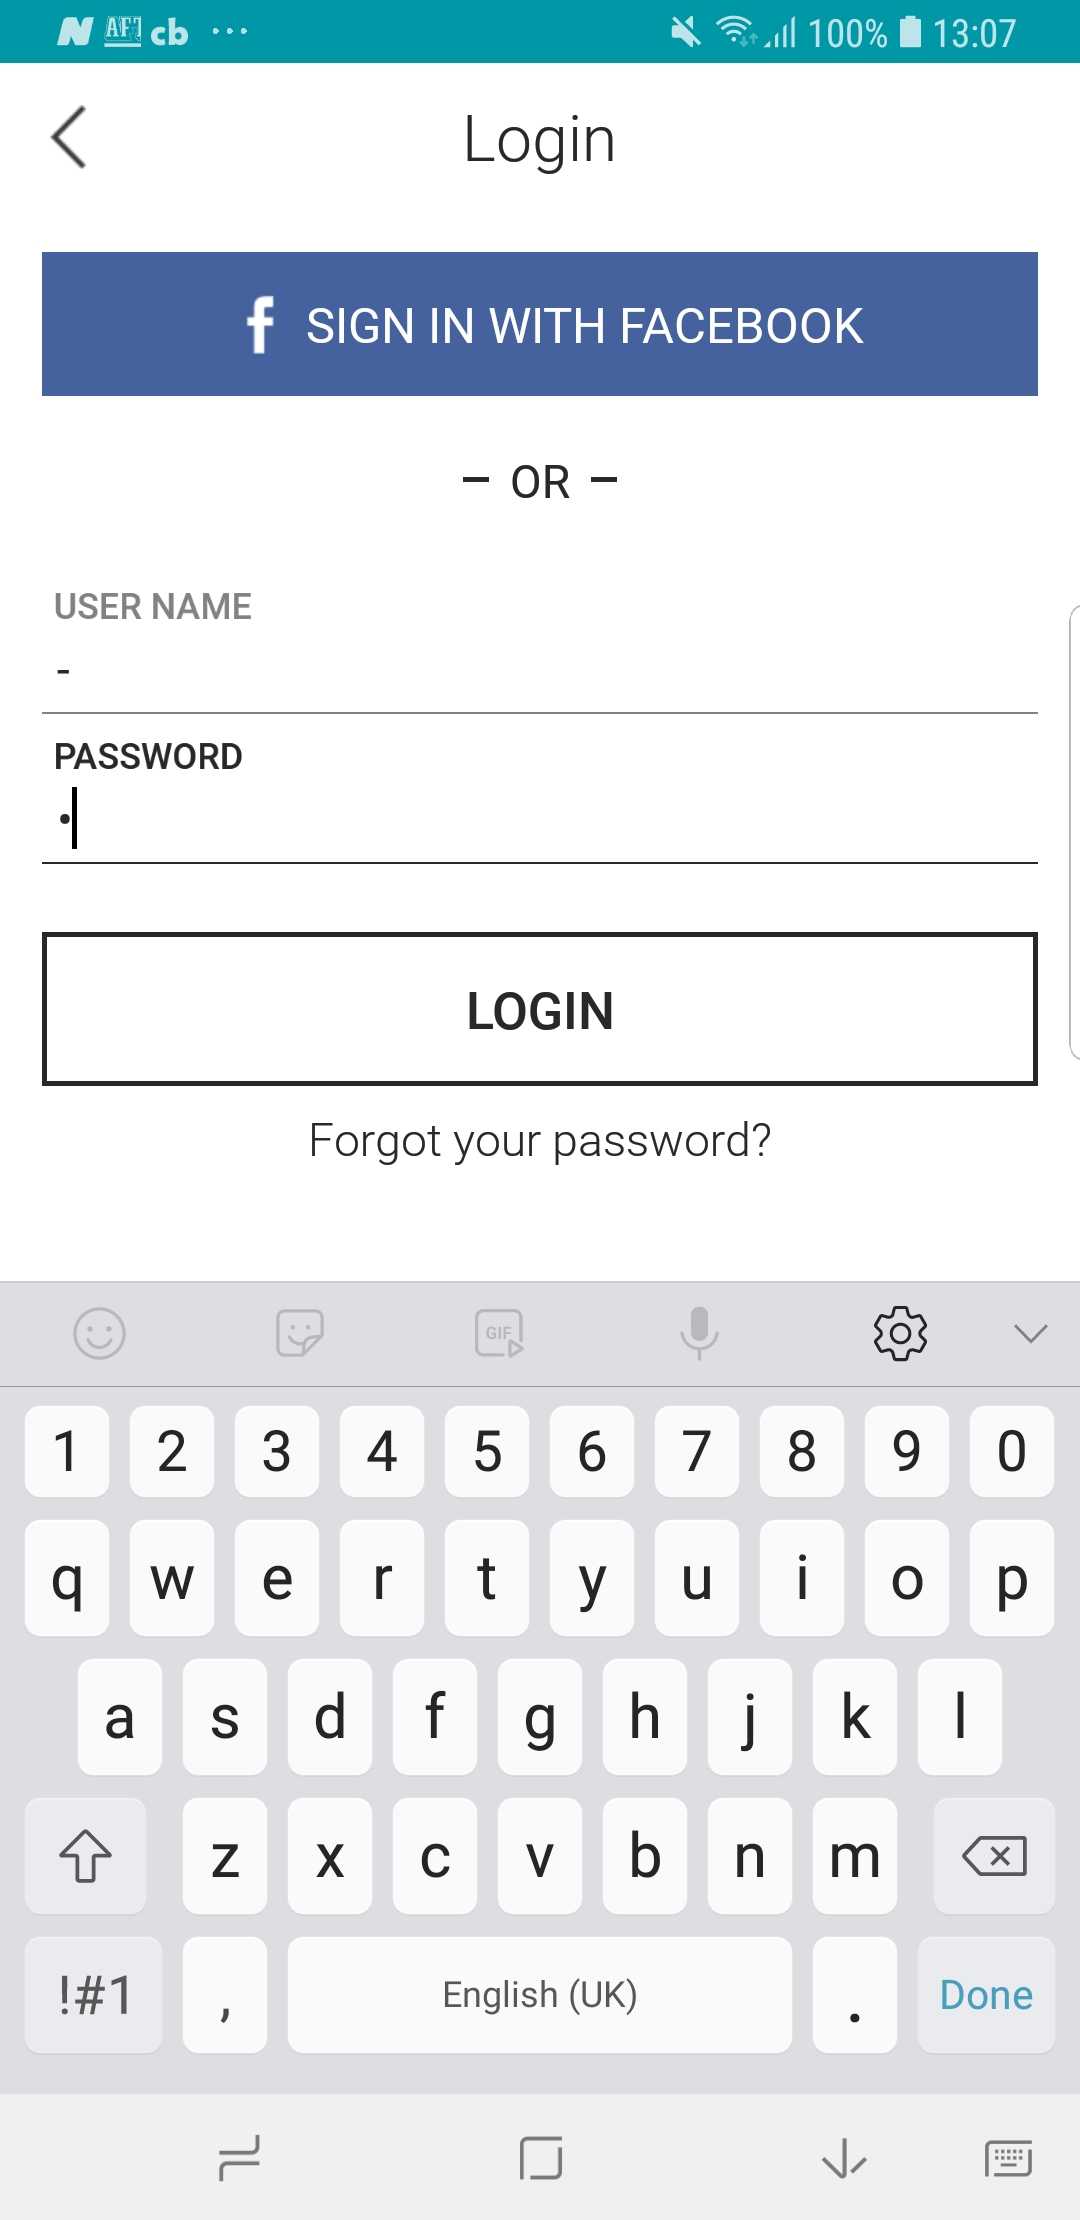 N AFT cb ... 100% 13:07
Login
f SIGN IN WITH FACEBOOK
– OR –
USER NAME
-
PASSWORD
•
LOGIN
Forgot your password?
GIF
1 2 3 4 5 6 7 8 9 0
q w e r t y u i o p
a s d f g h j k l
z x c v b n m
!#1 , English (UK) . Done